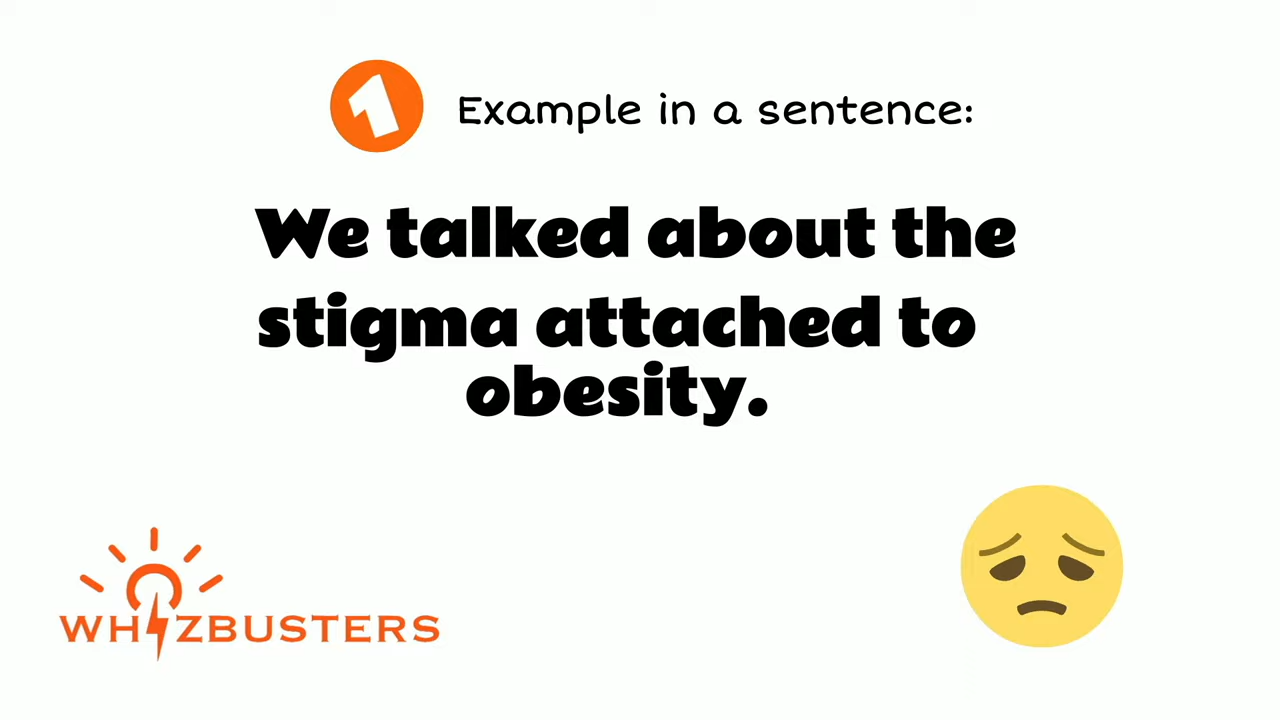 1 Example in a sentence:
We talked about the
stigma attached to
obesity.
WHIZBUSTERS